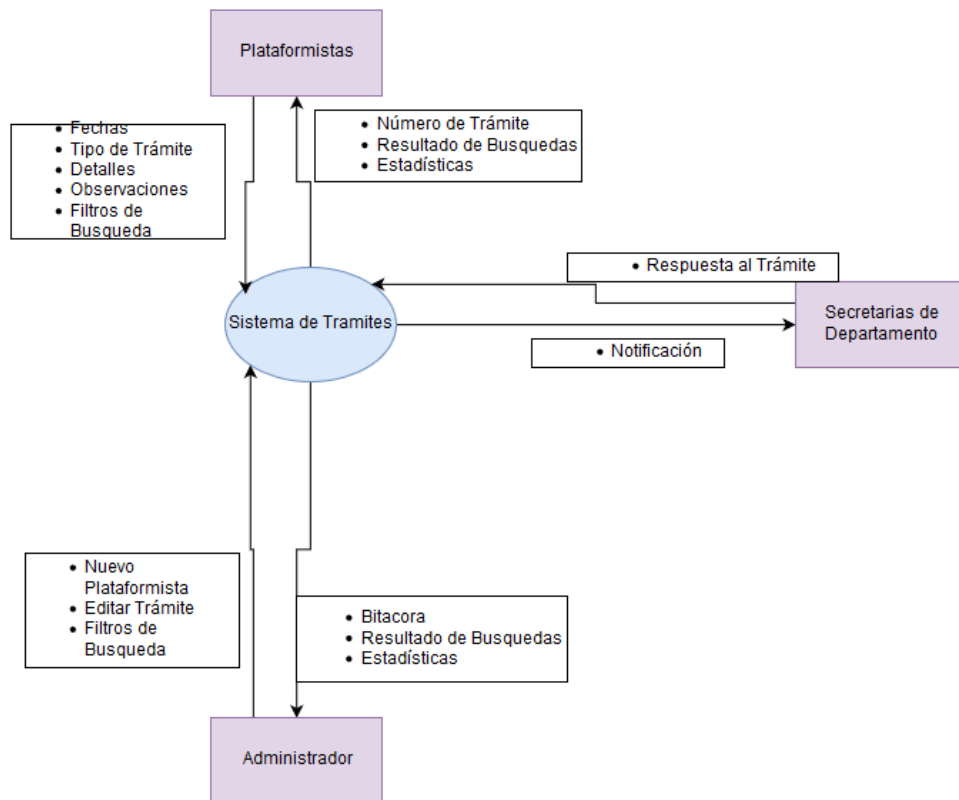 Plataformistas
• Fechas
• Tipo de Trámite
• Detalles
• Observaciones
• Filtros de
Busqueda
• Número de Trámite
• Resultado de Busquedas
• Estadísticas
• Respuesta al Trámite
Sistema de Tramites
Secretarias de
Departamento
• Notificación
• Nuevo
Plataformista
• Editar Trámite
• Filtros de
Busqueda
• Bitacora
• Resultado de Busquedas
• Estadísticas
Administrador